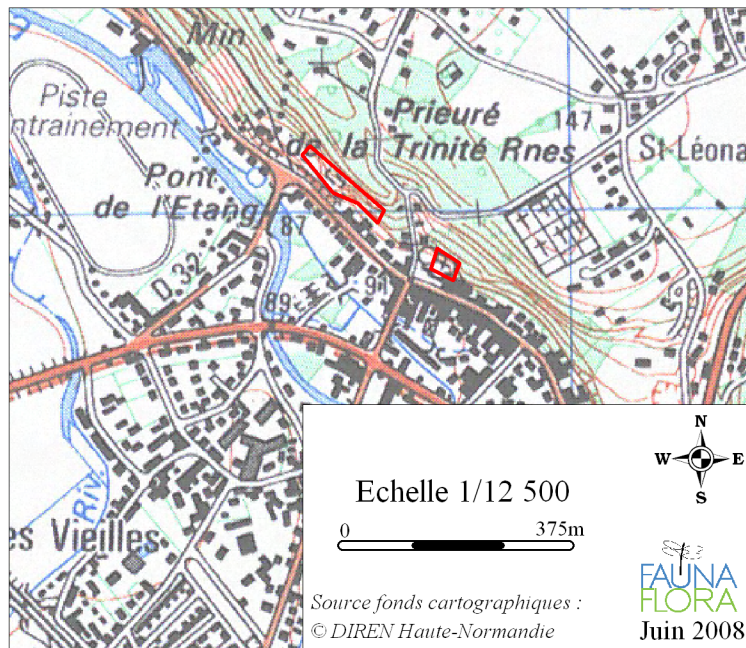 Min
Piste
ntrainement
Prieuré
147
de la Trinité Rnes
St-Léona
Pont
de l'Etang
87
D. 32
91
89
Riv.
es Vieilles
N
W E
S
Echelle 1/12 500
0 375m
Source fonds cartographiques :
© DIREN Haute-Normandie
FAUNA
FLORA
Juin 2008